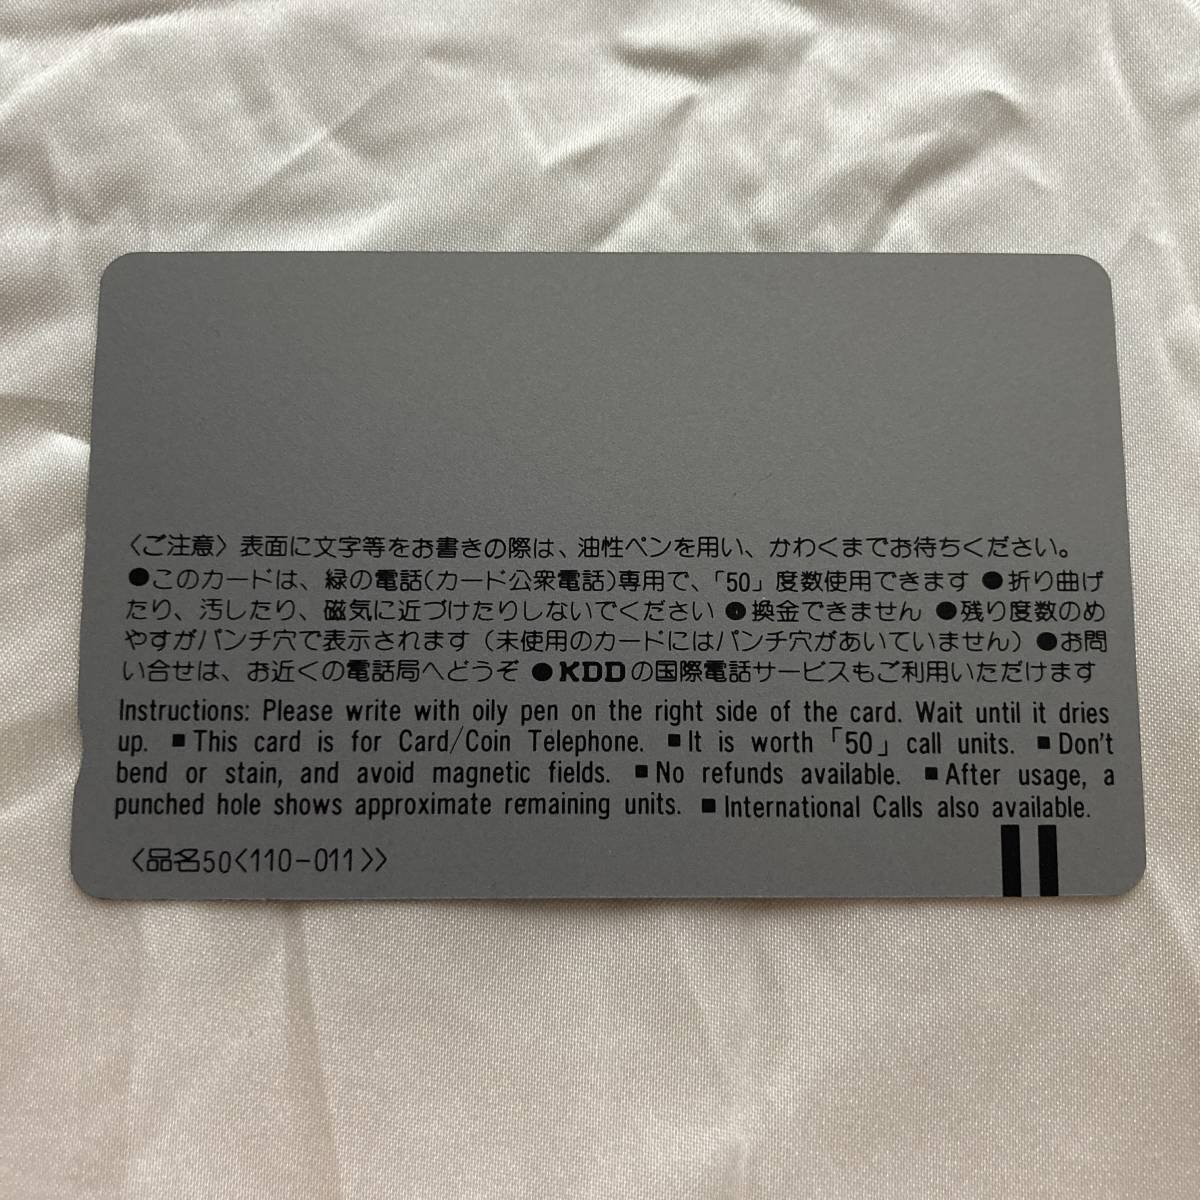 〈ご注意〉表面に文字等をお書きの際は、油性ペンを用い、かわくまでお待ちください。
●このカードは、緑の電話(カード公衆電話)専用で、「50」度数使用できます ●折り曲げ
たり、汚したり、磁気に近づけたりしないでください ●換金できません ●残り度数のめ
やすがパンチ穴で表示されます(未使用のカードにはパンチ穴があいていません)●お問
い合せは、お近くの電話局へどうぞ ●KDDの国際電話サービスもご利用いただけます
Instructions: Please write with oily pen on the right side of the card. Wait until it dries
up. ■This card is for Card/Coin Telephone. ■It is worth「50」call units. ■Don't
bend or stain, and avoid magnetic fields. ■No refunds available. ■After usage, a
punched hole shows approximate remaining units. ■International Calls also available.
〈品名50〈110-011〉〉